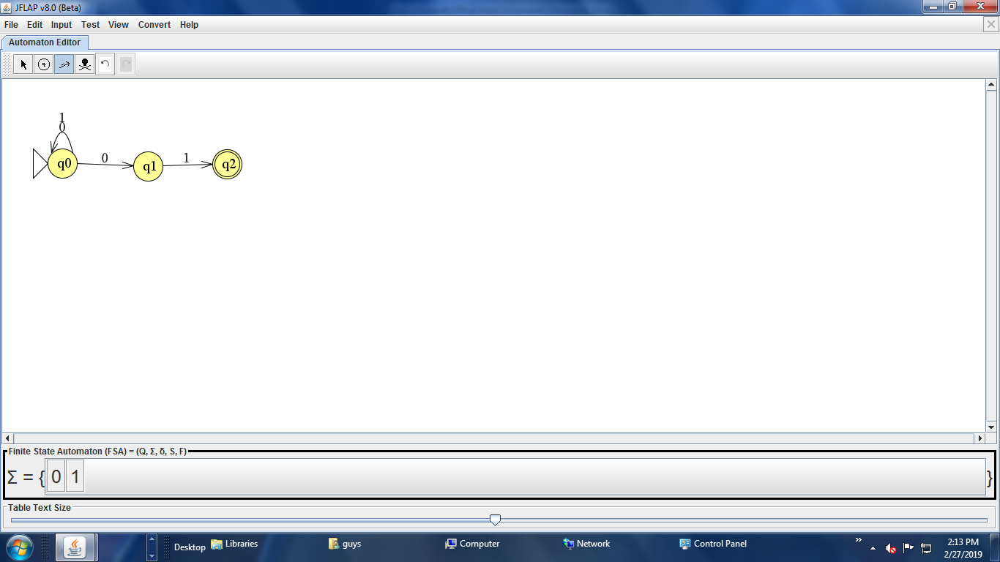 JFLAP v8.0 (Beta)
File Edit Input Test View Convert Help
Automaton Editor
1
0
q0 0 q1 1 q2
Finite State Automaton (FSA) = (Q, Σ, δ, S, F)
Σ = { 0 1 }
Table Text Size
Desktop Libraries guys Computer Network Control Panel » 2:13 PM
2/27/2019